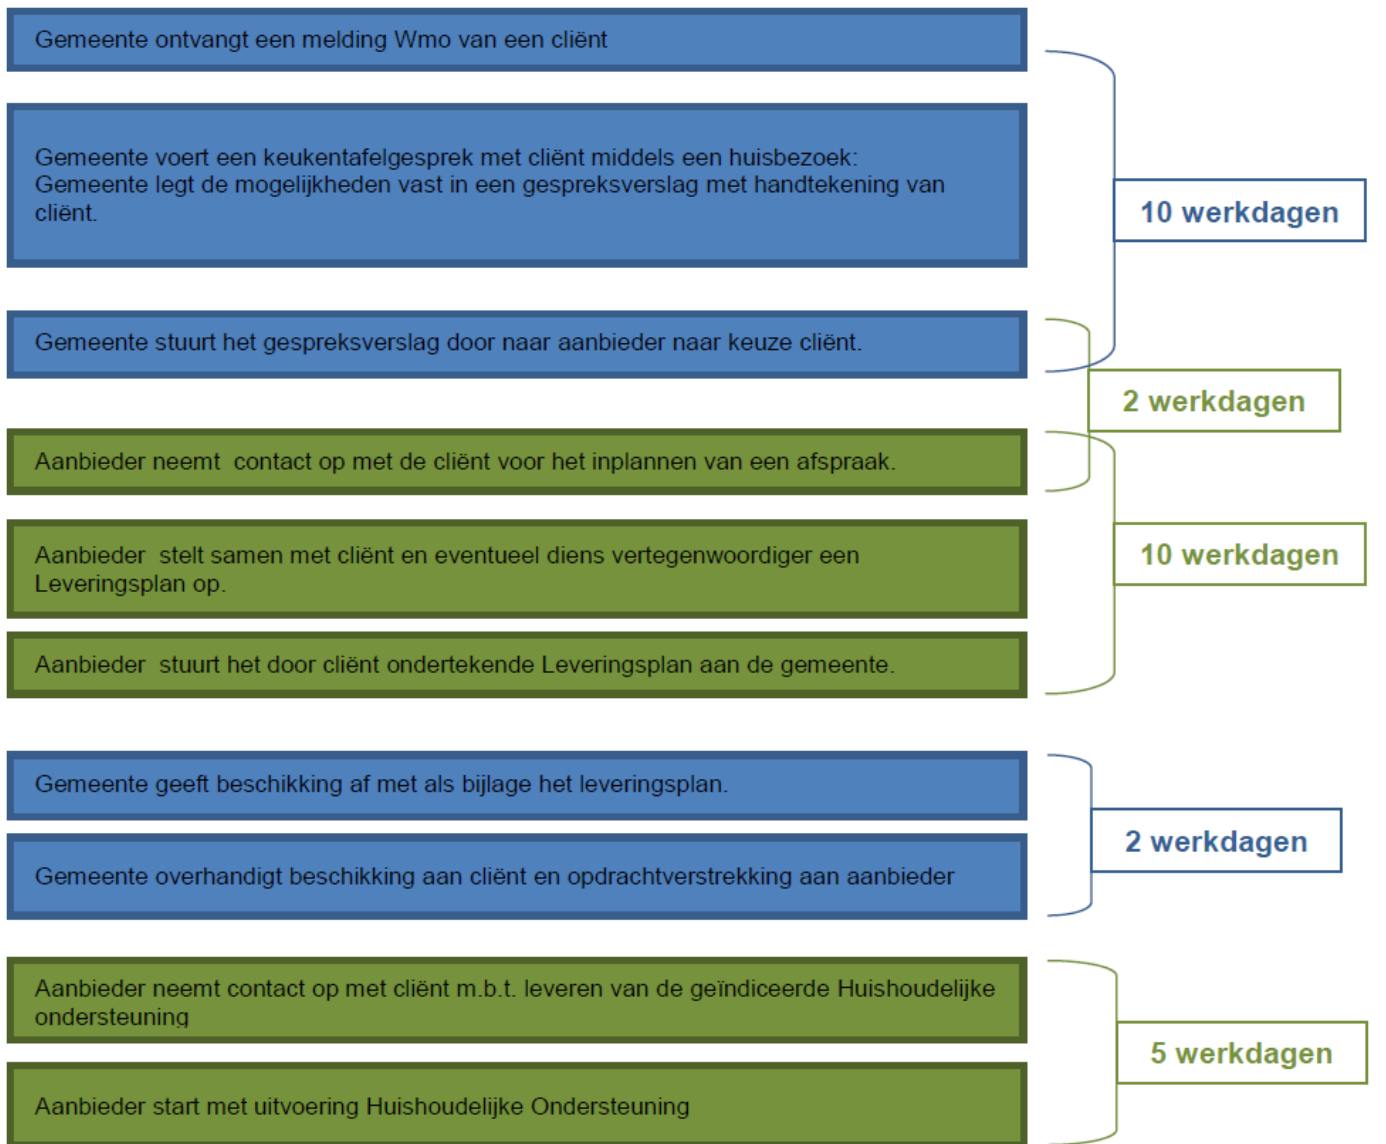 Gemeente ontvangt een melding Wmo van een cliënt
Gemeente voert een keukentafelgesprek met cliënt middels een huisbezoek:
Gemeente legt de mogelijkheden vast in een gespreksverslag met handtekening van
cliënt.
10 werkdagen
Gemeente stuurt het gespreksverslag door naar aanbieder naar keuze cliënt.
2 werkdagen
Aanbieder neemt contact op met de cliënt voor het inplannen van een afspraak.
Aanbieder stelt samen met cliënt en eventueel diens vertegenwoordiger een
Leveringsplan op.
10 werkdagen
Aanbieder stuurt het door cliënt ondertekende Leveringsplan aan de gemeente.
Gemeente geeft beschikking af met als bijlage het leveringsplan.
2 werkdagen
Gemeente overhandigt beschikking aan cliënt en opdrachtverstrekking aan aanbieder
Aanbieder neemt contact op met cliënt m.b.t. leveren van de geïndiceerde Huishoudelijke
ondersteuning
5 werkdagen
Aanbieder start met uitvoering Huishoudelijke Ondersteuning